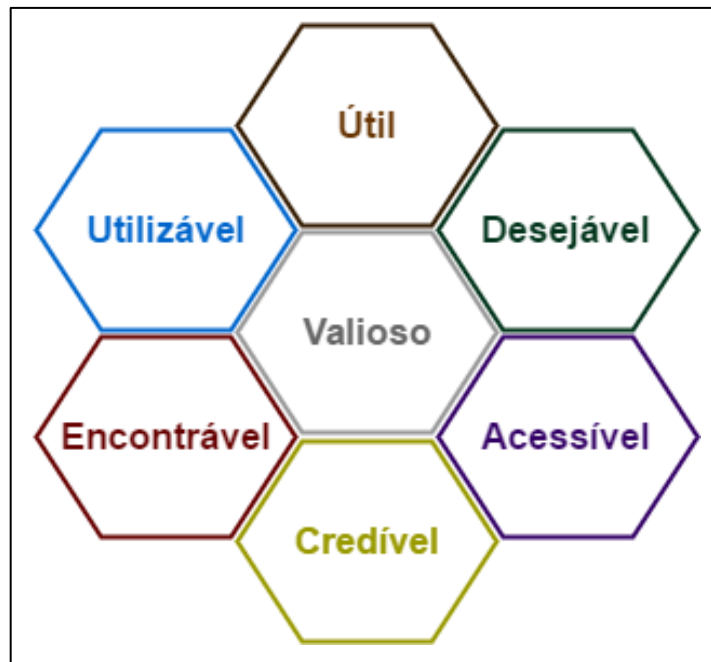 Útil
Utilizável
Desejável
Valioso
Encontrável
Acessível
Credível